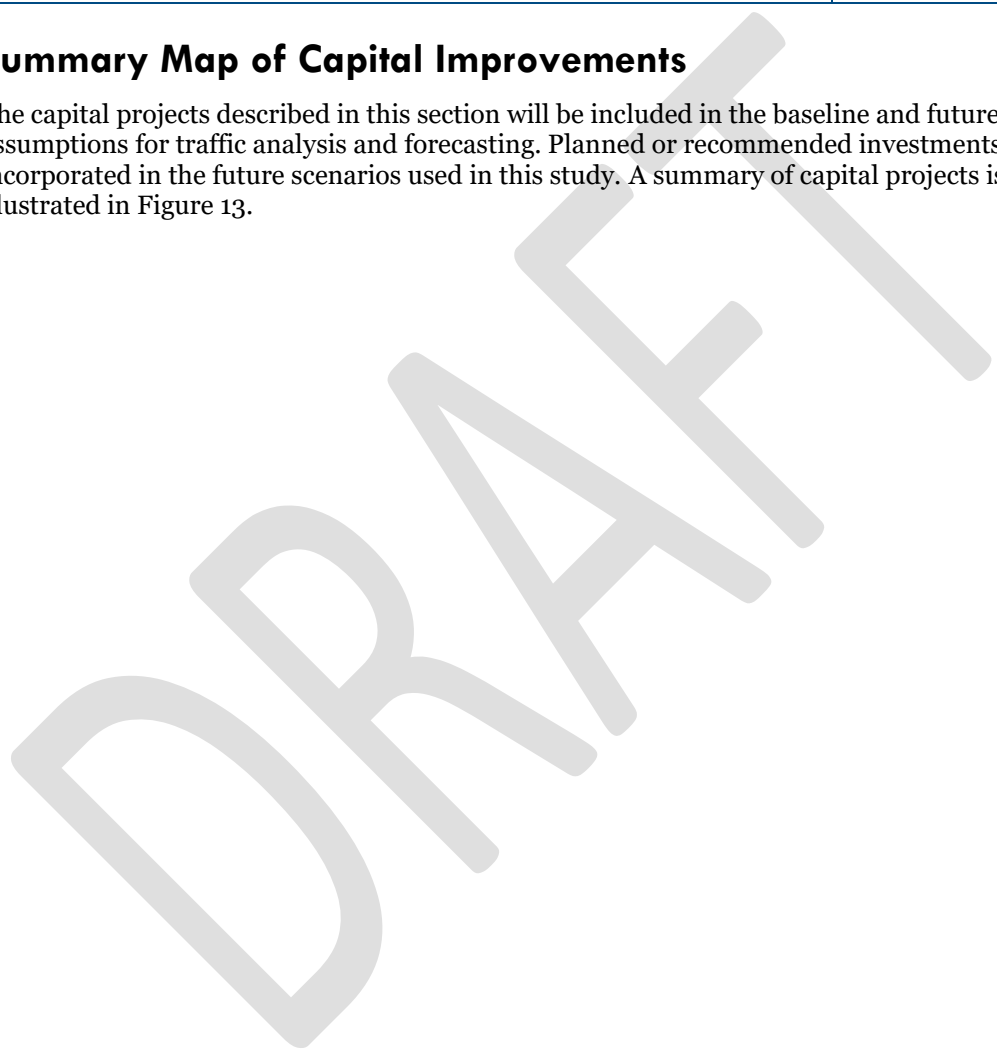 ummary Map of Capital Improvements
he capital projects described in this section will be included in the baseline and future
ssumptions for traffic analysis and forecasting. Planned or recommended investments
ncorporated in the future scenarios used in this study. A summary of capital projects is
lustrated in Figure 13.
DRAFT